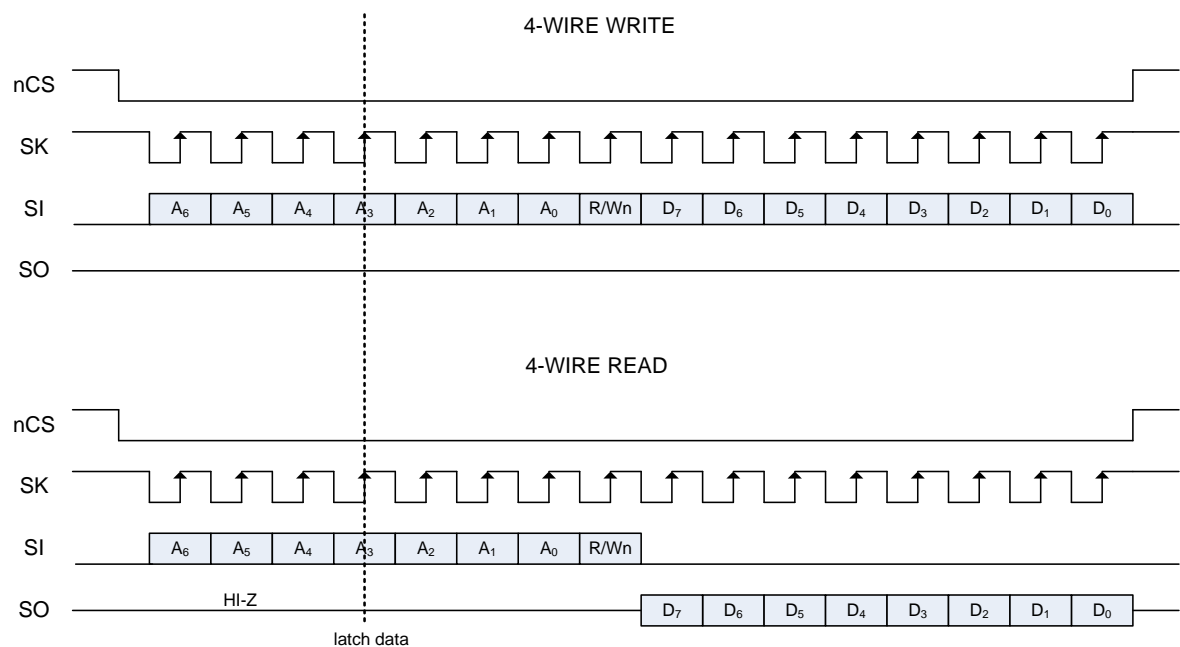 4-WIRE WRITE
nCS
SK
SI A₆ A₅ A₄ A₃ A₂ A₁ A₀ R/Wn D₇ D₆ D₅ D₄ D₃ D₂ D₁ D₀
SO
4-WIRE READ
nCS
SK
SI A₆ A₅ A₄ A₃ A₂ A₁ A₀ R/Wn
SO HI-Z D₇ D₆ D₅ D₄ D₃ D₂ D₁ D₀
latch data